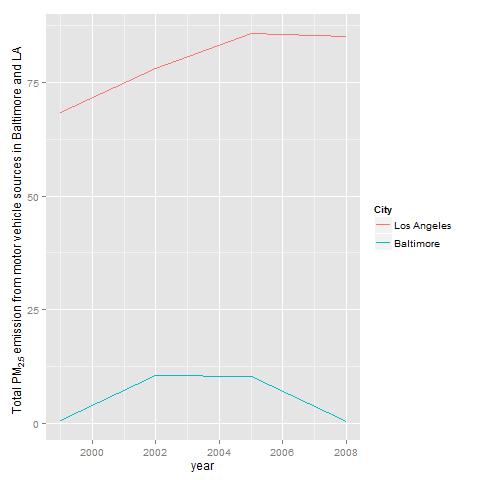 Total PM25 emission from motor vehicle sources in Baltimore and LA
75
50
25
0
2000 2002 2004 2006 2008
year
City
Los Angeles
Baltimore